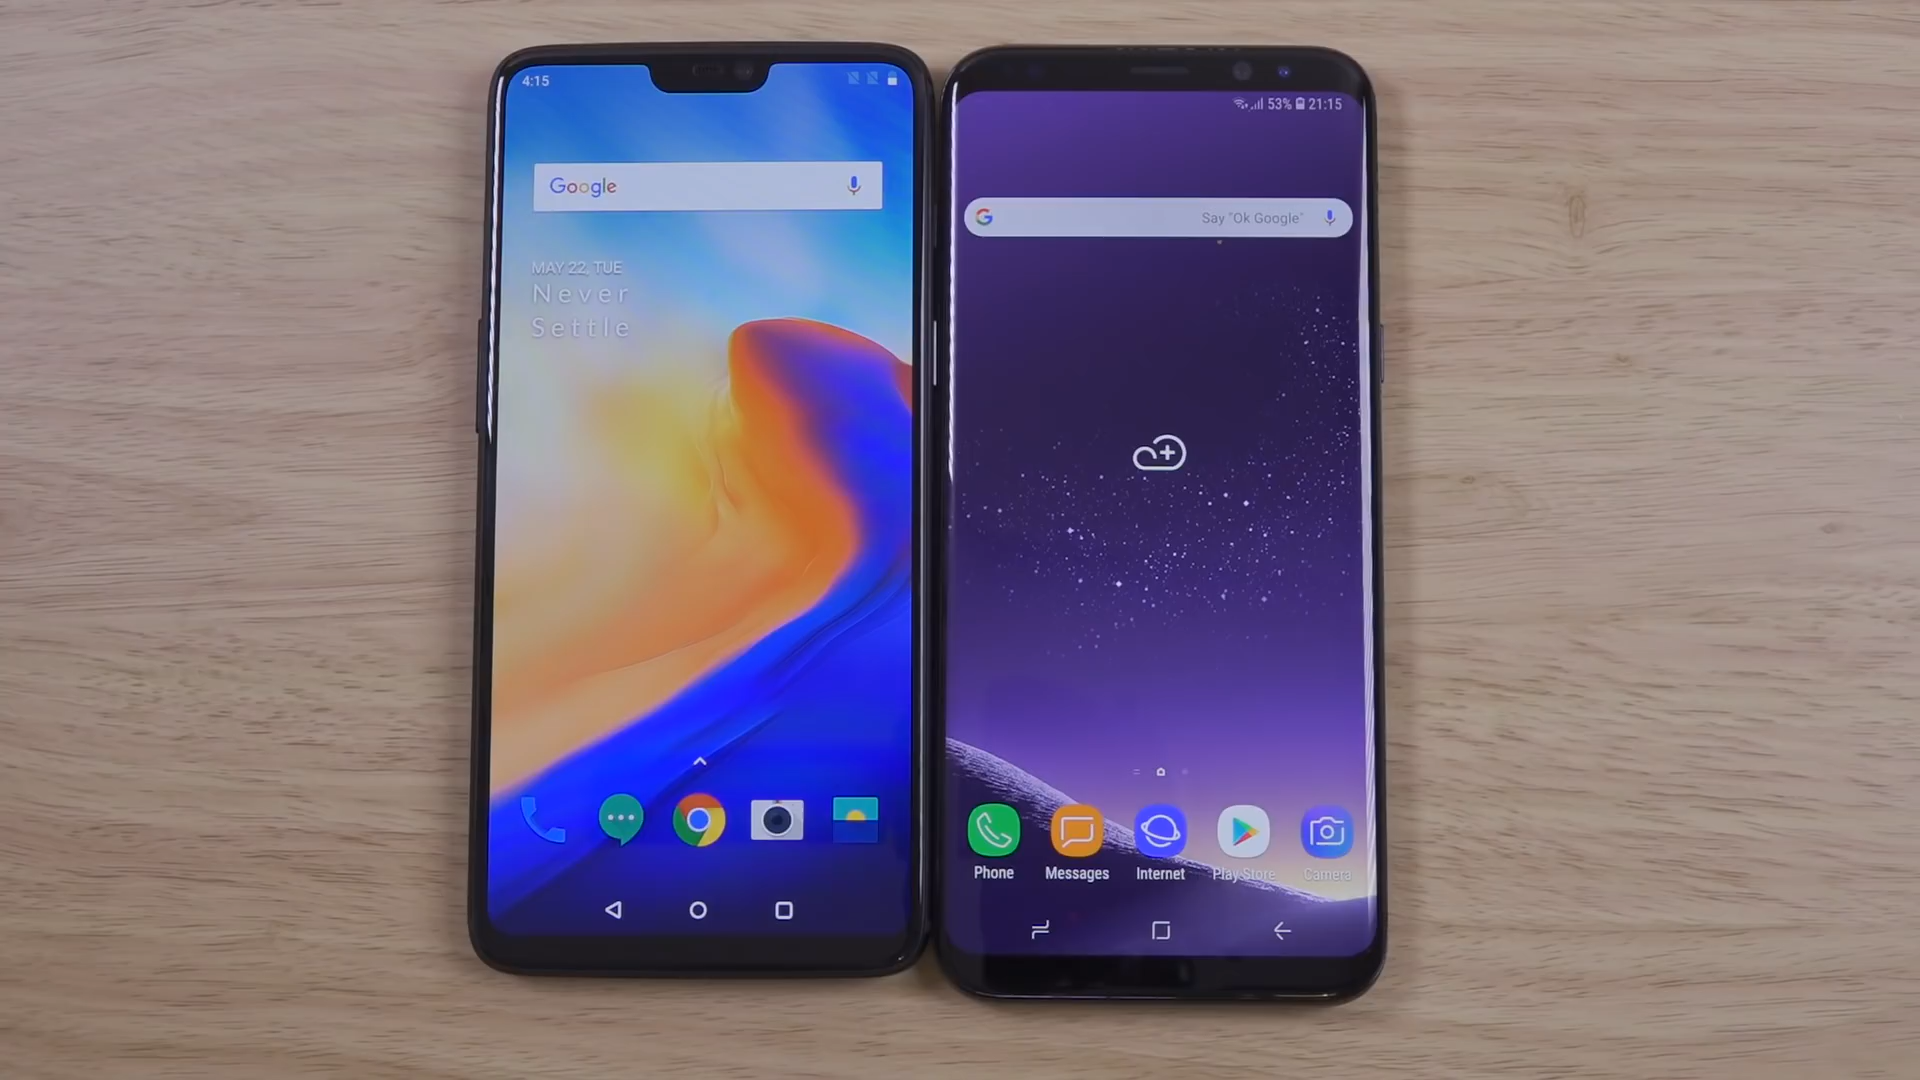 4:15
Google
MAY 22, TUE
Never
Settle
53% 21:15
G Say "Ok Google"
Phone Messages Internet Play Store Camera